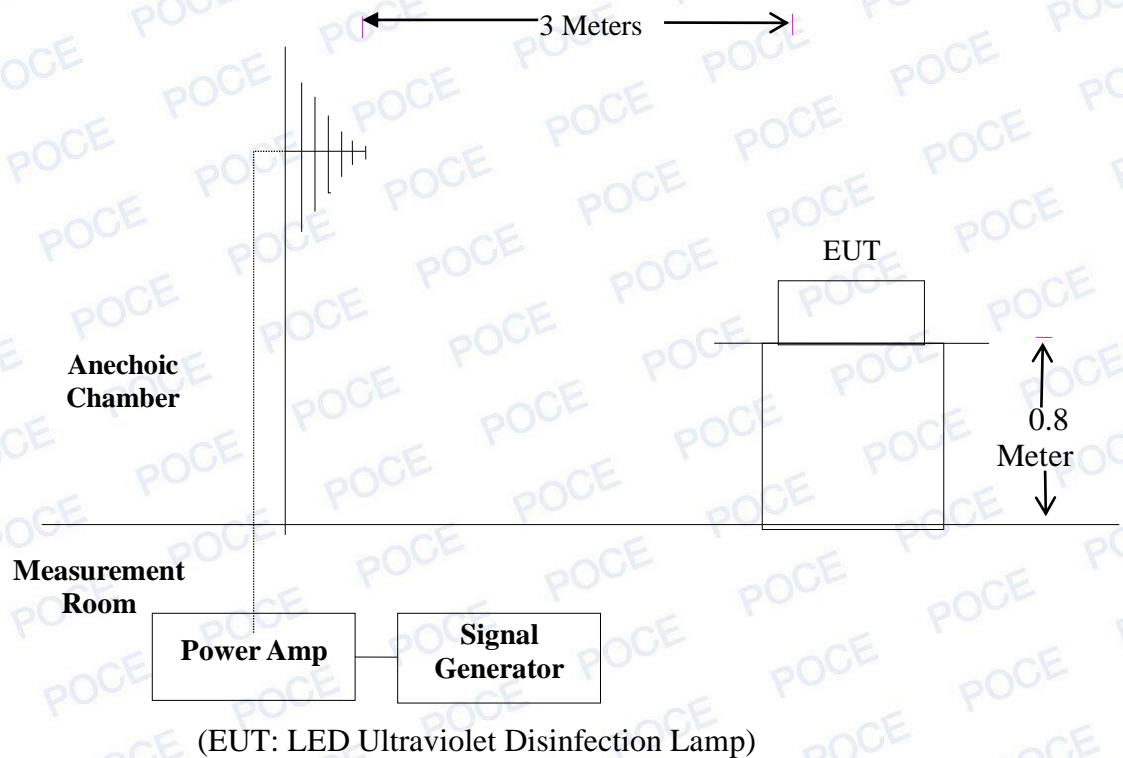 3 Meters
EUT
Anechoic
Chamber
0.8
Meter
Measurement
Room
Power Amp
Signal
Generator
(EUT: LED Ultraviolet Disinfection Lamp)
POCE